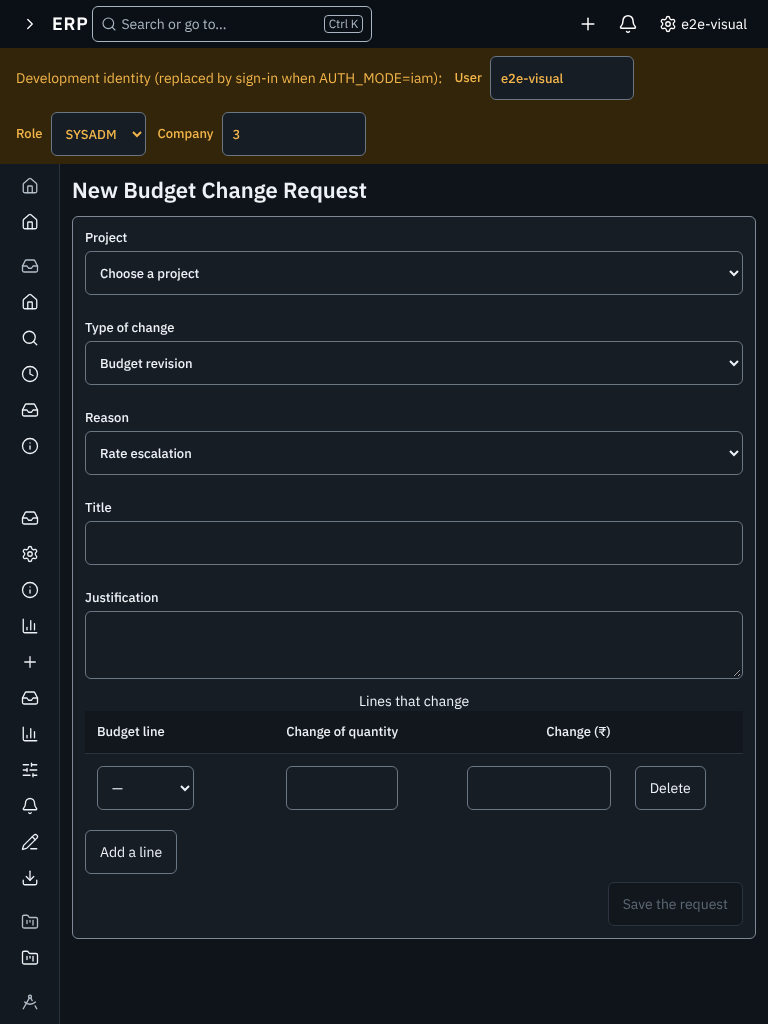 ERP Search or go to... Ctrl K e2e-visual
Development identity (replaced by sign-in when AUTH_MODE=iam): User e2e-visual
Role SYSADM Company 3
New Budget Change Request
Project
Choose a project
Type of change
Budget revision
Reason
Rate escalation
Title
Justification
Lines that change
Budget line Change of quantity Change (₹)
— Delete
Add a line
Save the request